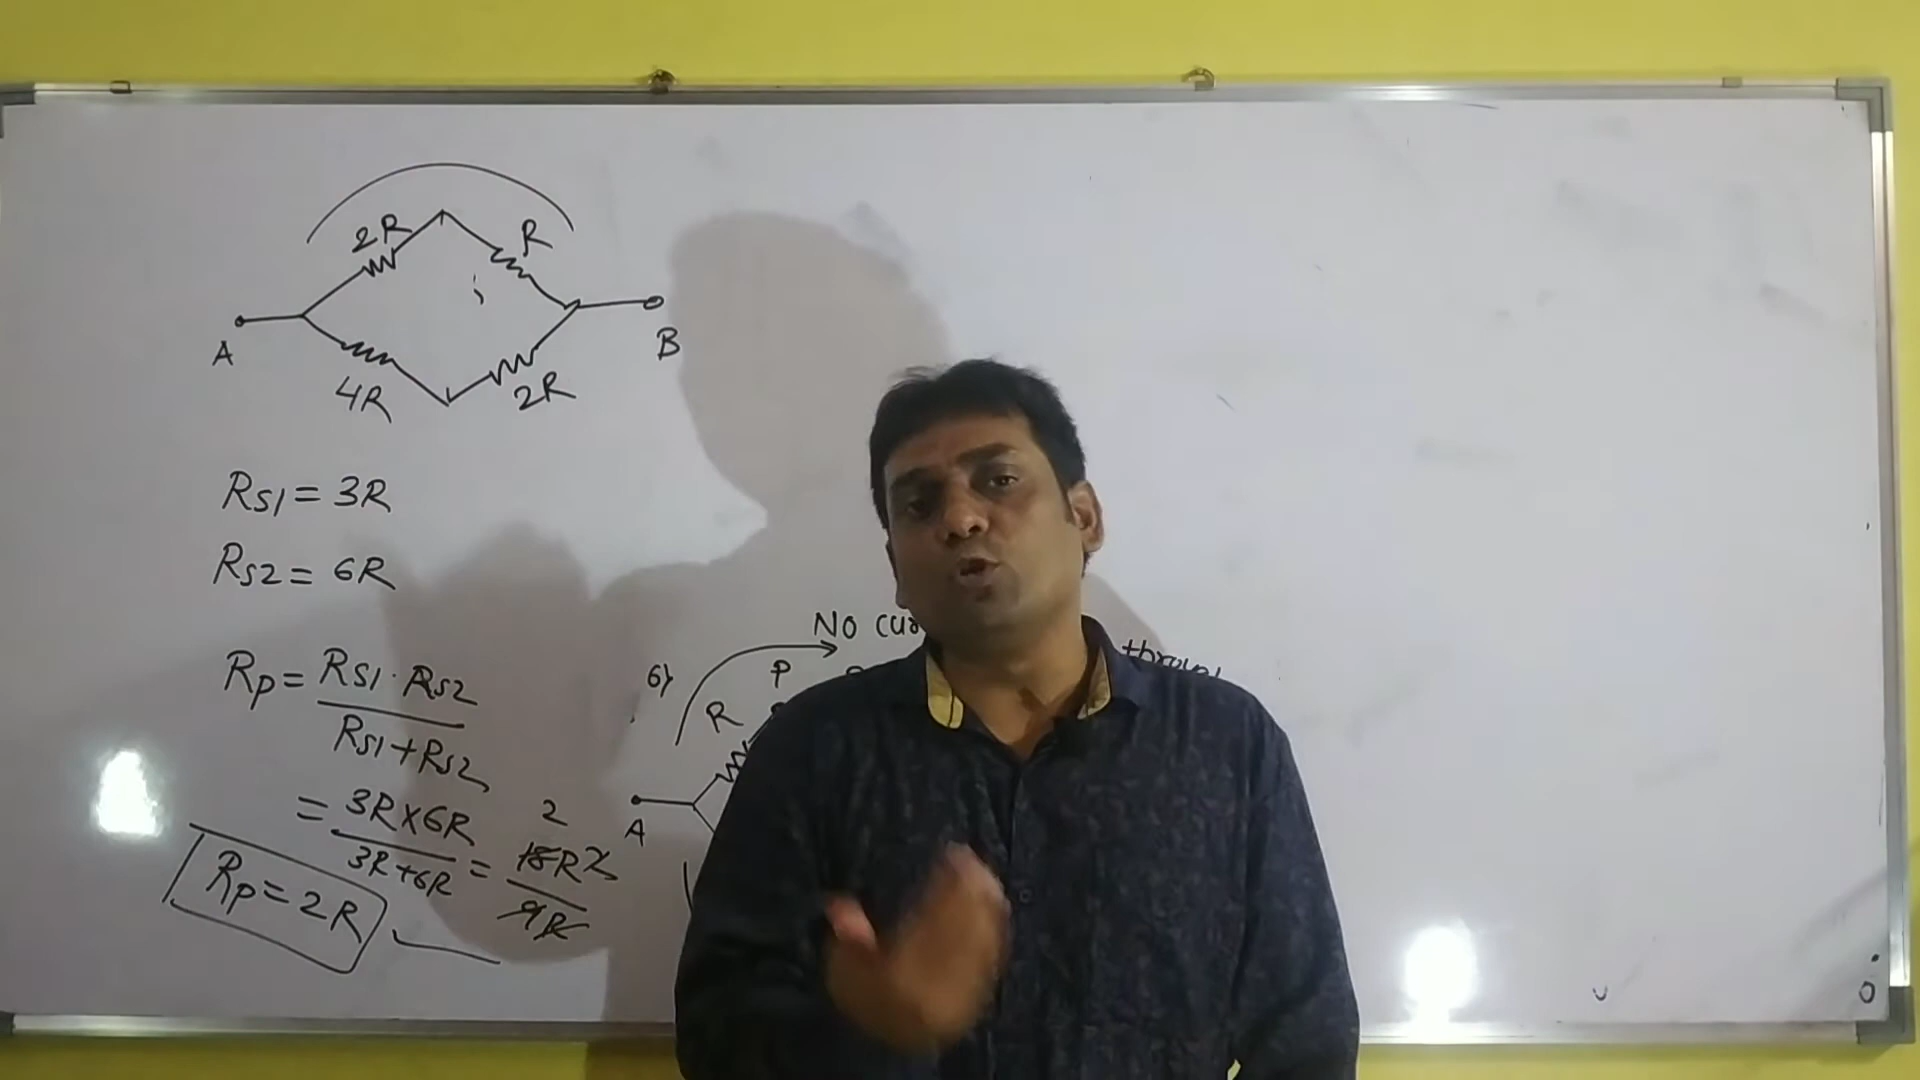 2R R
A B
4R 2R
RS1 = 3R
RS2 = 6R
No
6) P
R
A
RP = RS1 · RS2 / RS1 + RS2
= 3R × 6R / 3R + 6R = 18R2 / 9R
2
RP = 2R